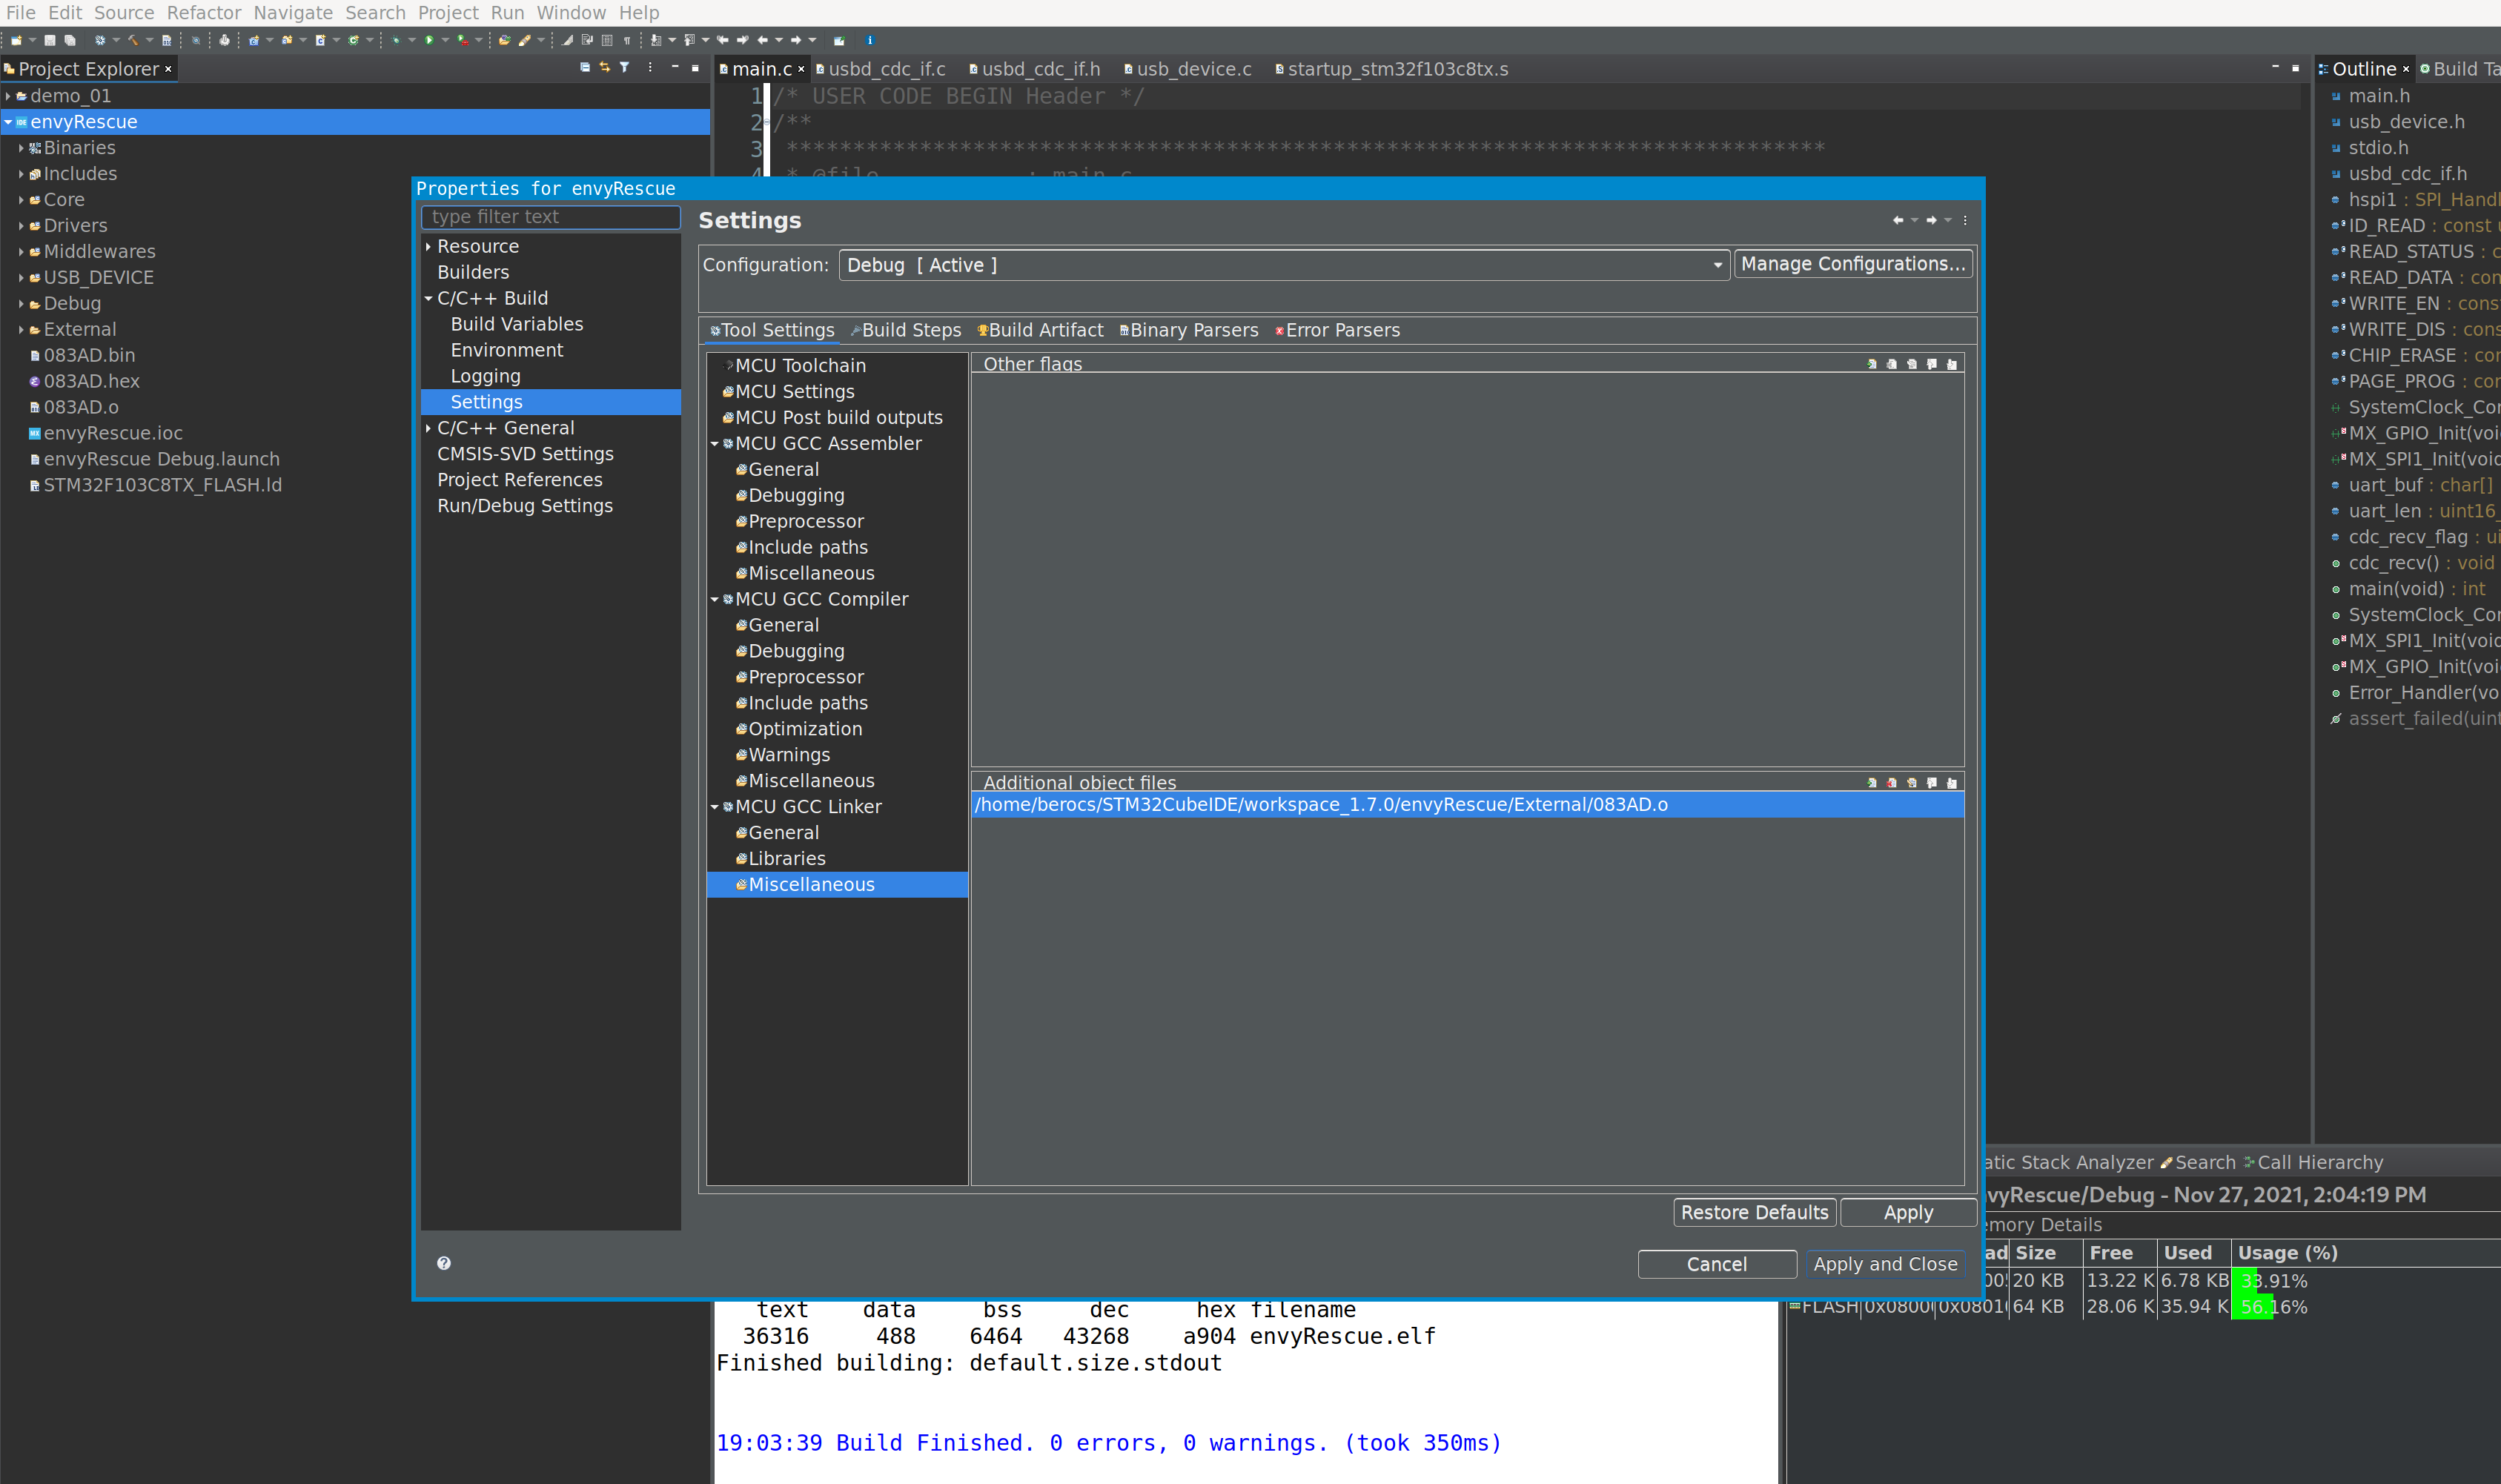 File Edit Source Refactor Navigate Search Project Run Window Help
Project Explorer
demo_01
envyRescue
Binaries
Includes
Core
Drivers
Middlewares
USB_DEVICE
Debug
External
083AD.bin
083AD.hex
083AD.o
envyRescue.ioc
envyRescue Debug.launch
STM32F103C8TX_FLASH.ld
main.c usbd_cdc_if.c usbd_cdc_if.h usb_device.c startup_stm32f103c8tx.s
1 /* USER CODE BEGIN Header */
2 /**
3 ******************************************************************************
4 * @file : main.c
Properties for envyRescue
type filter text
Resource
Builders
C/C++ Build
Build Variables
Environment
Logging
Settings
C/C++ General
CMSIS-SVD Settings
Project References
Run/Debug Settings
Settings
Configuration: Debug [ Active ] Manage Configurations...
Tool Settings Build Steps Build Artifact Binary Parsers Error Parsers
MCU Toolchain
MCU Settings
MCU Post build outputs
MCU GCC Assembler
General
Debugging
Preprocessor
Include paths
Miscellaneous
MCU GCC Compiler
General
Debugging
Preprocessor
Include paths
Optimization
Warnings
Miscellaneous
MCU GCC Linker
General
Libraries
Miscellaneous
Other flags
Additional object files
/home/berocs/STM32CubeIDE/workspace_1.7.0/envyRescue/External/083AD.o
Restore Defaults Apply
Cancel Apply and Close
Outline Build Ta
main.h
usb_device.h
stdio.h
usbd_cdc_if.h
hspi1 : SPI_Handl
ID_READ : const u
READ_STATUS : c
READ_DATA : con
WRITE_EN : const
WRITE_DIS : cons
CHIP_ERASE : con
PAGE_PROG : con
SystemClock_Con
MX_GPIO_Init(voi
MX_SPI1_Init(void
uart_buf : char[]
uart_len : uint16_
cdc_recv_flag : ui
cdc_recv() : void
main(void) : int
SystemClock_Con
MX_SPI1_Init(void
MX_GPIO_Init(voi
Error_Handler(vo
assert_failed(uint
atic Stack Analyzer Search Call Hierarchy
vyRescue/Debug - Nov 27, 2021, 2:04:19 PM
emory Details
ad Size Free Used Usage (%)
20 KB 13.22 K 6.78 KB 33.91%
FLASH 0x0800 0x0801 64 KB 28.06 K 35.94 K 56.16%
text data bss dec hex filename
36316 488 6464 43268 a904 envyRescue.elf
Finished building: default.size.stdout
19:03:39 Build Finished. 0 errors, 0 warnings. (took 350ms)